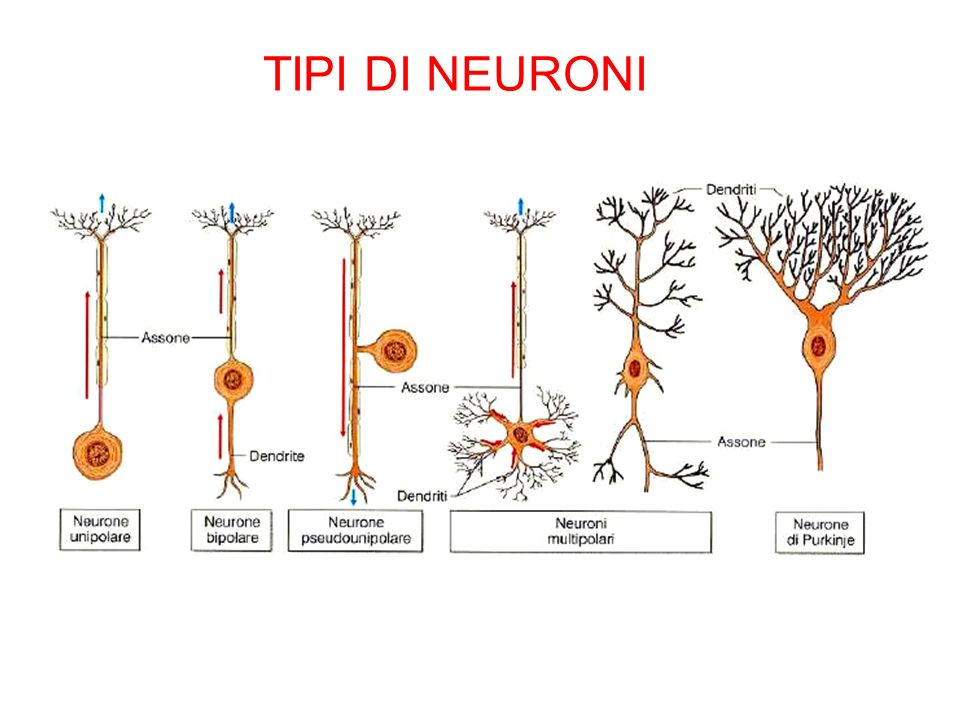 TIPI DI NEURONI
Dendriti
Assone
Assone
Assone
Dendrite
Dendriti
Neurone
unipolare
Neurone
bipolare
Neurone
pseudounipolare
Neuroni
multipolari
Neurone
di Purkinje